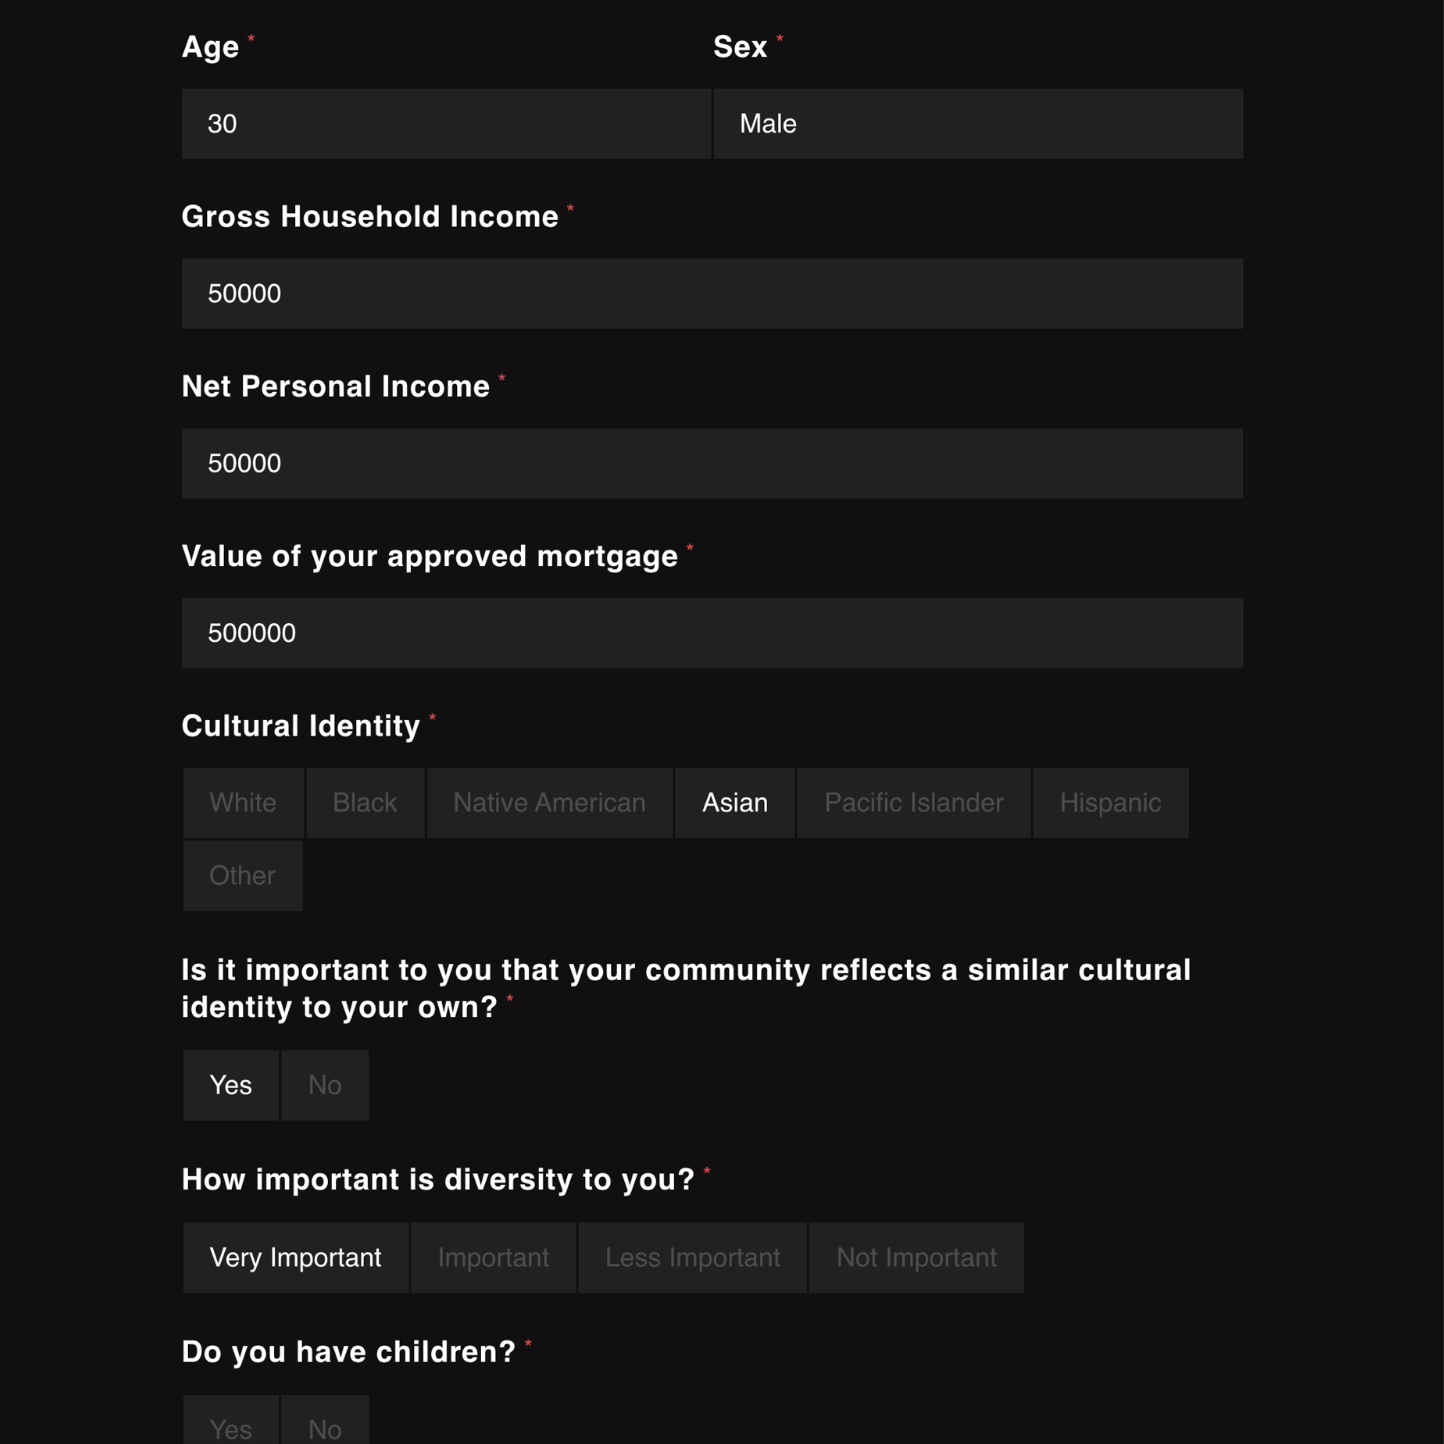 Age * Sex *
30 Male
Gross Household Income *
50000
Net Personal Income *
50000
Value of your approved mortgage *
500000
Cultural Identity *
White Black Native American Asian Pacific Islander Hispanic
Other
Is it important to you that your community reflects a similar cultural
identity to your own? *
Yes No
How important is diversity to you? *
Very Important Important Less Important Not Important
Do you have children? *
Yes No